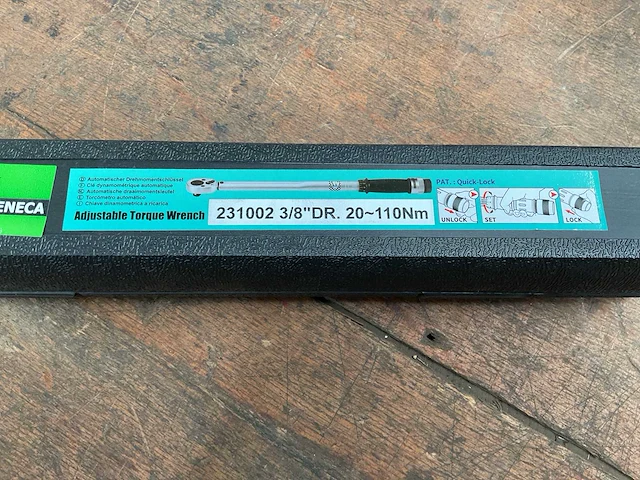 ENECA
D Automatischer Drehmomentschlüssel
F Clé dynamométrique automatique
N Automatische draaimomentsleutel
E Torchimetro automático
I Chiave dinamometrica a ricarica
Adjustable Torque Wrench
231002 3/8"DR. 20~110Nm
PAT.: Quick-Lock
UNLOCK
SET
LOCK